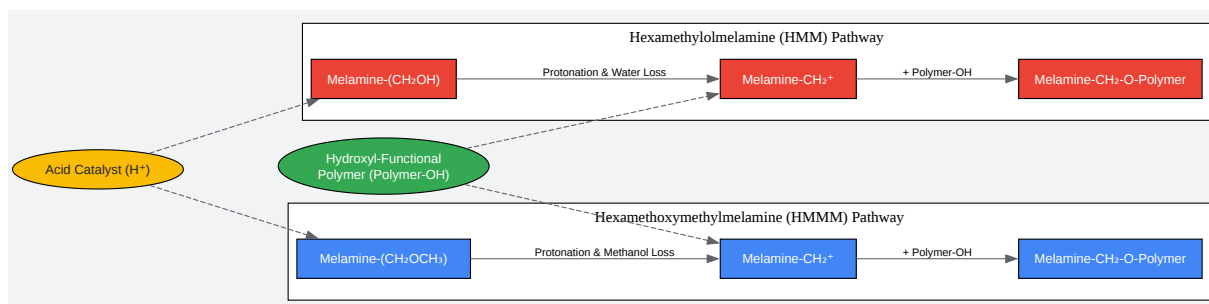 Hexamethylolmelamine (HMM) Pathway
Melamine-(CH₂OH)
Protonation & Water Loss
Melamine-CH₂⁺
+ Polymer-OH
Melamine-CH₂-O-Polymer
Acid Catalyst (H⁺)
Hydroxyl-Functional
Polymer (Polymer-OH)
Hexamethoxymethylmelamine (HMMM) Pathway
Melamine-(CH₂OCH₃)
Protonation & Methanol Loss
Melamine-CH₂⁺
+ Polymer-OH
Melamine-CH₂-O-Polymer